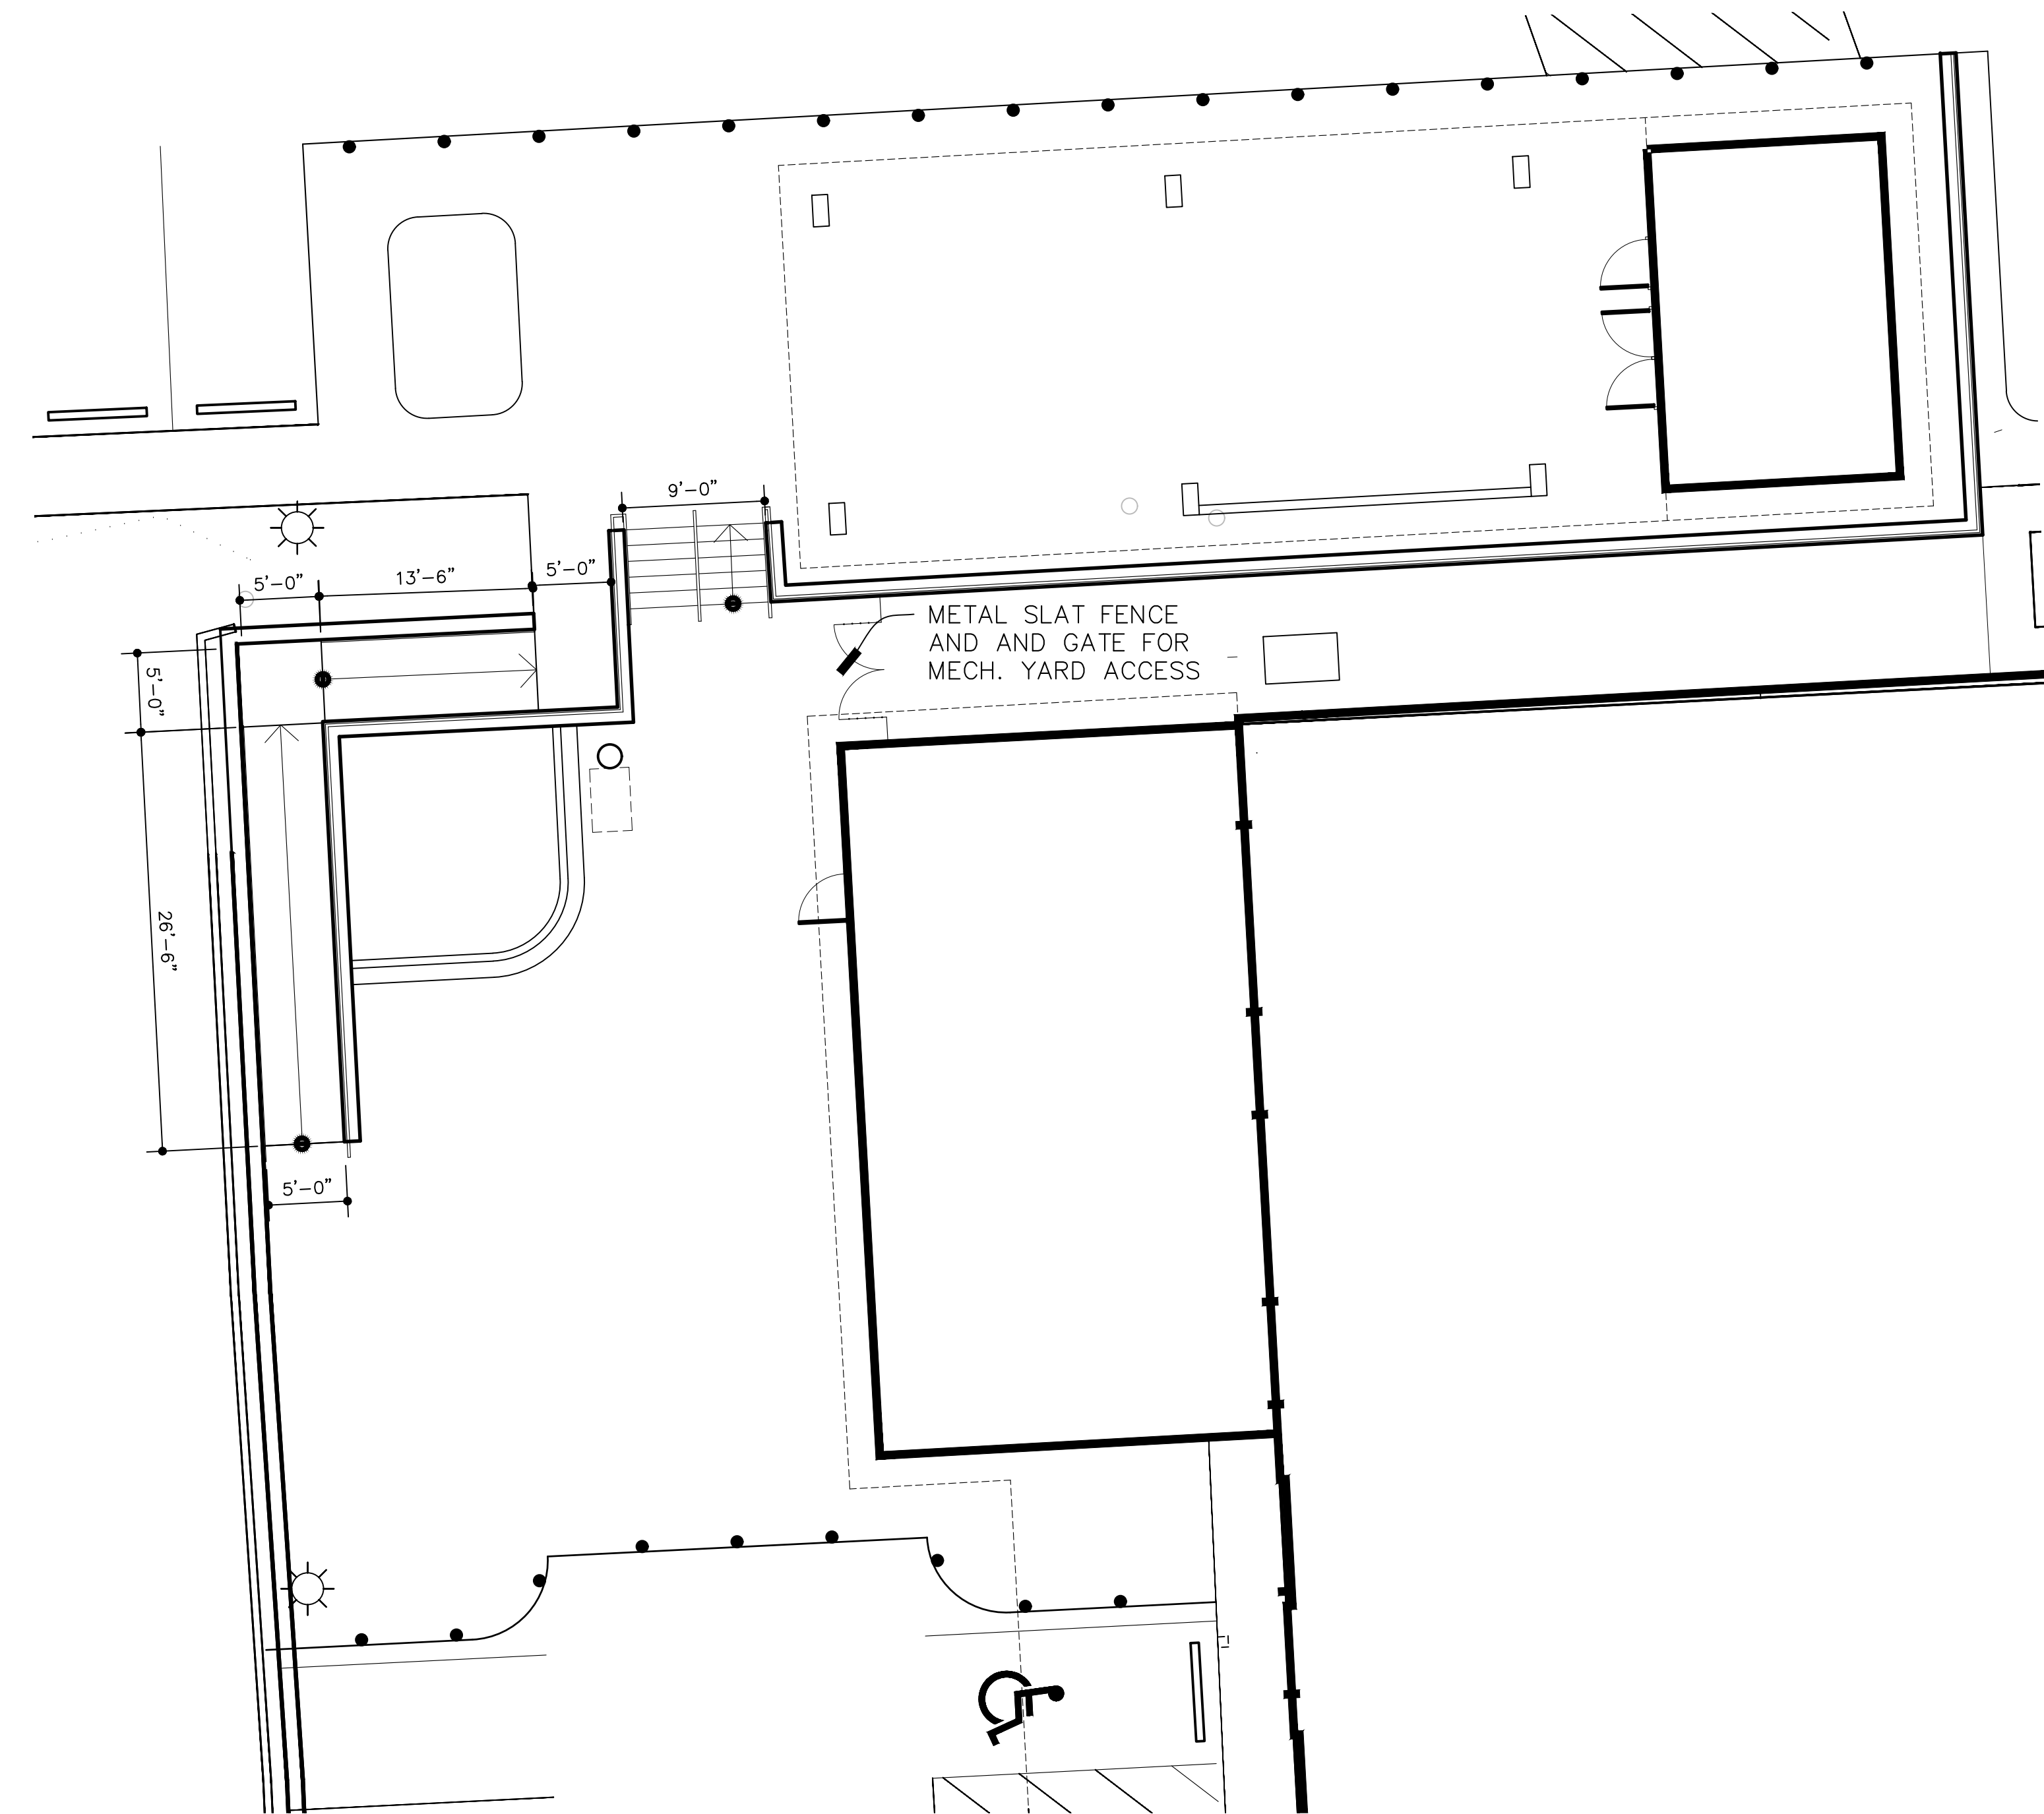 9'-0"
5'-0"
13'-6"
5'-0"
METAL SLAT FENCE
AND AND GATE FOR
MECH. YARD ACCESS
5'-0"
26'-6"
5'-0"